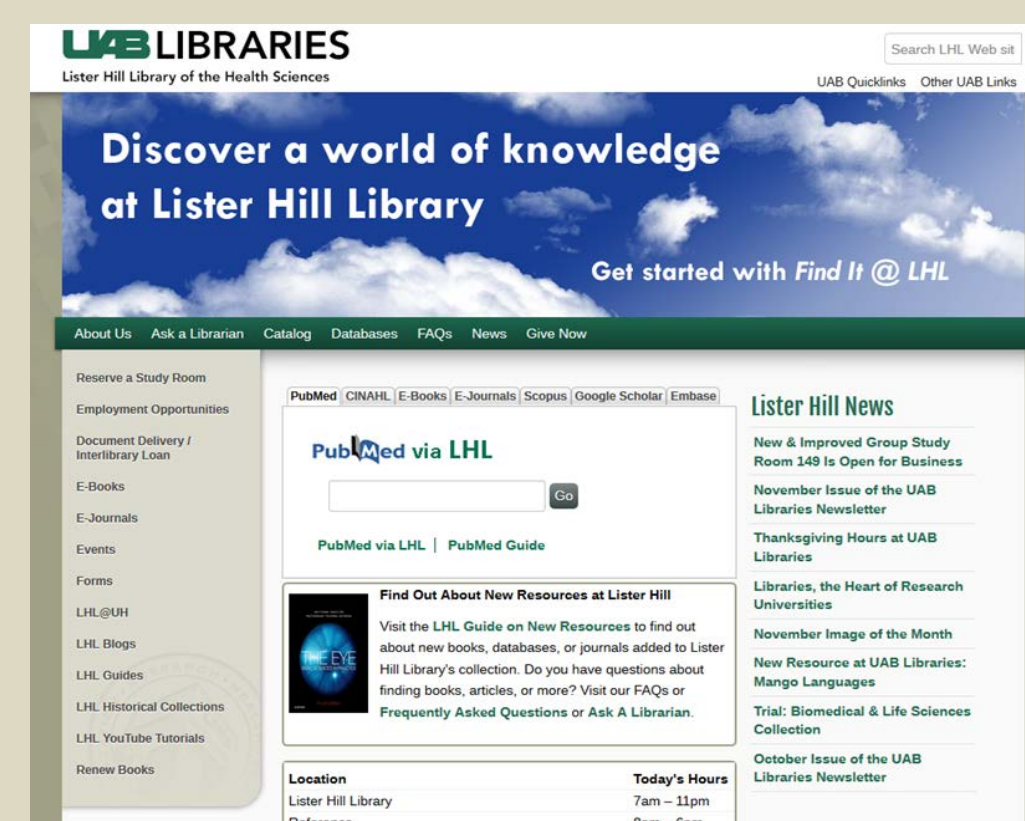 UAB LIBRARIES
Lister Hill Library of the Health Sciences
Search LHL Web sit
UAB Quicklinks Other UAB Links
Discover a world of knowledge
at Lister Hill Library
Get started with Find It @ LHL
About Us Ask a Librarian Catalog Databases FAQs News Give Now
Reserve a Study Room
Employment Opportunities
Document Delivery /
Interlibrary Loan
E-Books
E-Journals
Events
Forms
LHL@UH
LHL Blogs
LHL Guides
LHL Historical Collections
LHL YouTube Tutorials
Renew Books
PubMed CINAHL E-Books E-Journals Scopus Google Scholar Embase
PubMed via LHL
Go
PubMed via LHL | PubMed Guide
THE EYE
Find Out About New Resources at Lister Hill
Visit the LHL Guide on New Resources to find out
about new books, databases, or journals added to Lister
Hill Library's collection. Do you have questions about
finding books, articles, or more? Visit our FAQs or
Frequently Asked Questions or Ask A Librarian.
Location Today's Hours
Lister Hill Library 7am – 11pm
Lister Hill News
New & Improved Group Study
Room 149 Is Open for Business
November Issue of the UAB
Libraries Newsletter
Thanksgiving Hours at UAB
Libraries
Libraries, the Heart of Research
Universities
November Image of the Month
New Resource at UAB Libraries:
Mango Languages
Trial: Biomedical & Life Sciences
Collection
October Issue of the UAB
Libraries Newsletter